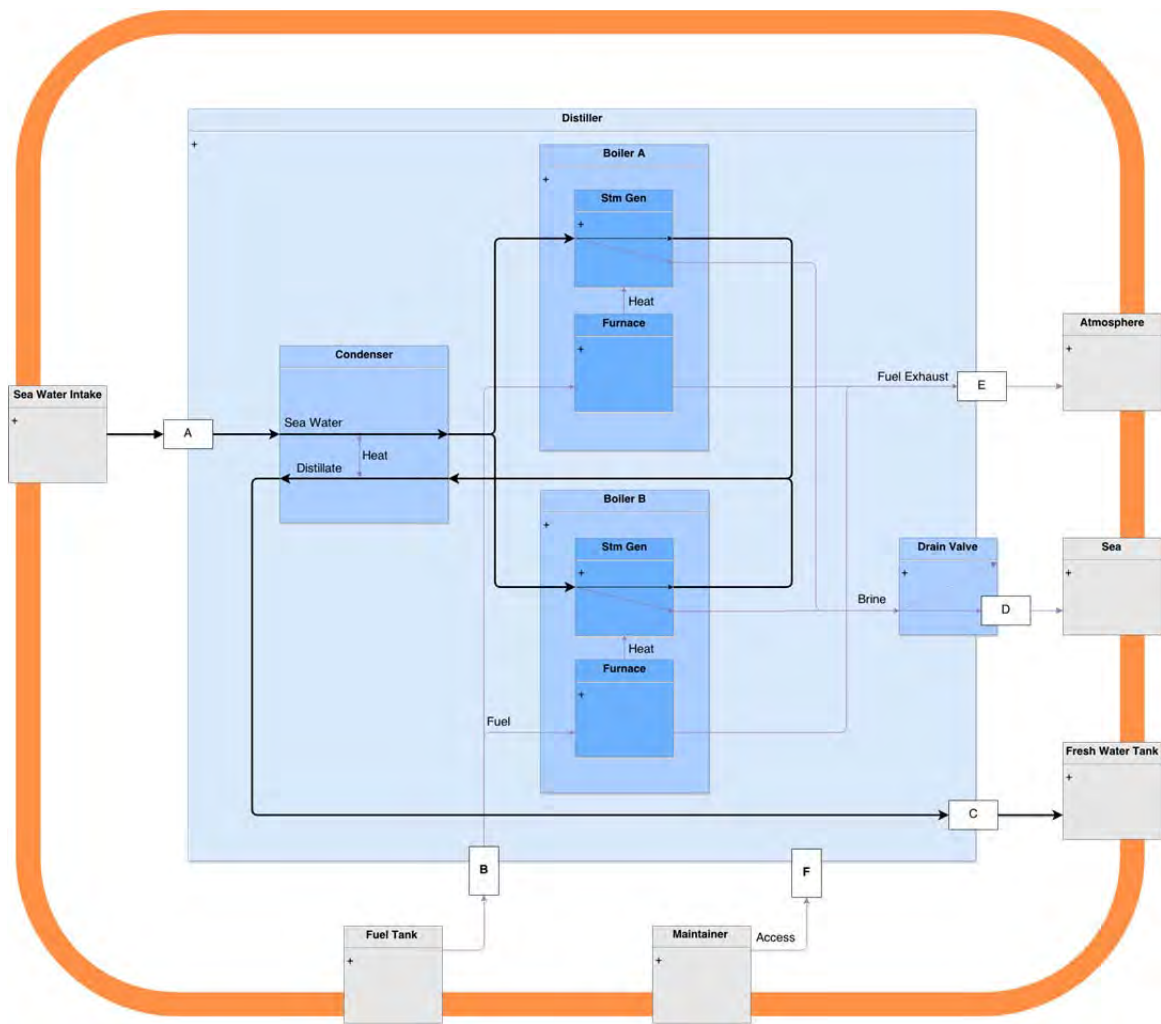 Distiller
+
Boiler A
+
Stm Gen
+
Heat
Furnace
+
Atmosphere
+
Condenser
Fuel Exhaust
E
Sea Water Intake
+
A
Sea Water
Heat
Distillate
Boiler B
+
Stm Gen
+
Drain Valve
+
Sea
+
Brine
D
Heat
Furnace
+
Fuel
Fresh Water Tank
+
C
B
F
Fuel Tank
+
Maintainer
+
Access